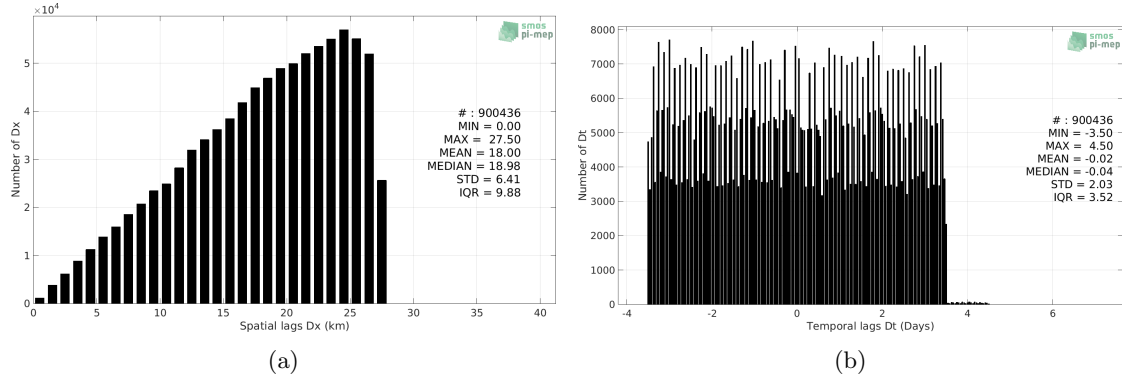 ×10⁴
smos
pi-mep
5
4
3
2
1
0
Number of Dx
# : 900436
MIN = 0.00
MAX = 27.50
MEAN = 18.00
MEDIAN = 18.98
STD = 6.41
IQR = 9.88
0 5 10 15 20 25 30 35 40
Spatial lags Dx (km)
(a)
smos
pi-mep
8000
7000
6000
5000
4000
3000
2000
1000
0
Number of Dt
# : 900436
MIN = -3.50
MAX = 4.50
MEAN = -0.02
MEDIAN = -0.04
STD = 2.03
IQR = 3.52
-4 -2 0 2 4 6
Temporal lags Dt (Days)
(b)